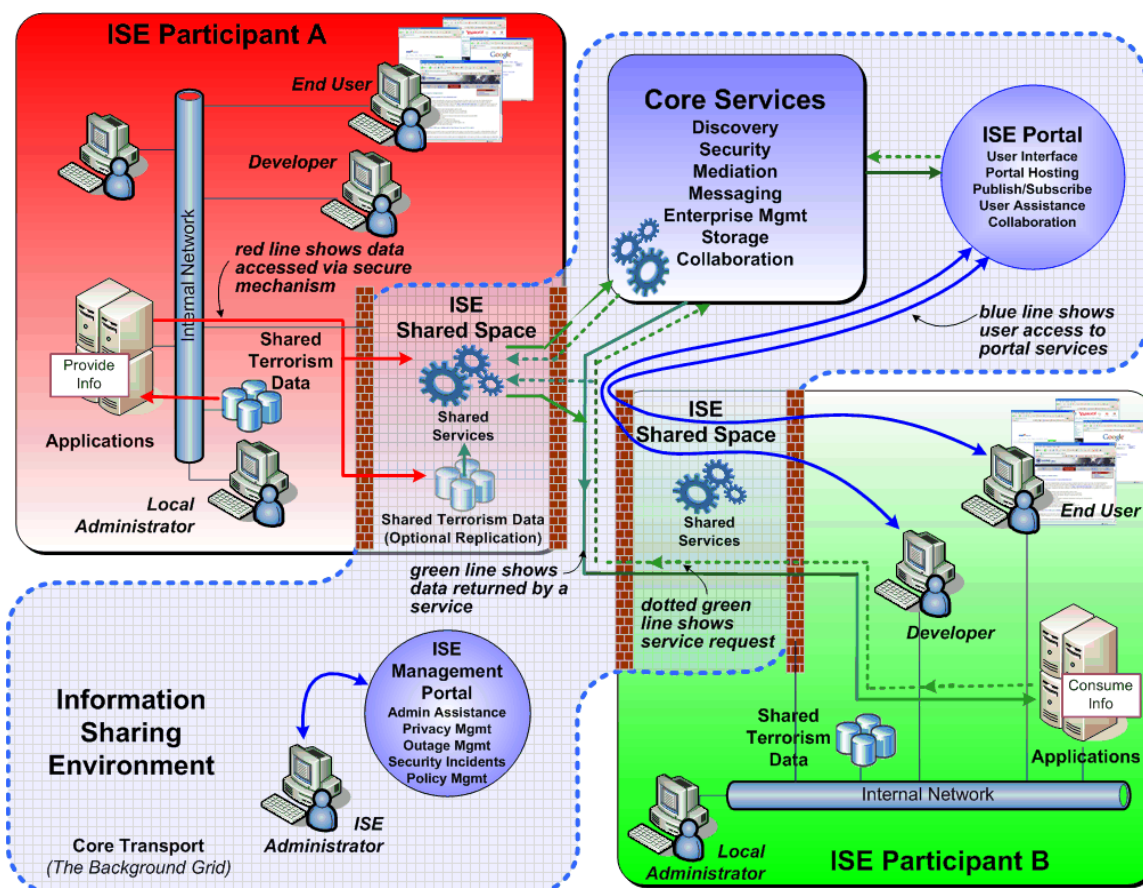 ISE Participant A
End User
Developer
Internal Network
red line shows data
accessed via secure
mechanism
Provide
Info
Applications
Shared
Terrorism
Data
Local
Administrator
ISE
Shared Space
Shared
Services
Shared Terrorism Data
(Optional Replication)
Core Services
Discovery
Security
Mediation
Messaging
Enterprise Mgmt
Storage
Collaboration
ISE Portal
User Interface
Portal Hosting
Publish/Subscribe
User Assistance
Collaboration
blue line shows
user access to
portal services
green line shows
data returned by a
service
dotted green
line shows
service request
ISE
Shared Space
Shared
Services
End User
Developer
Consume
Info
Applications
Shared
Terrorism
Data
Internal Network
Local
Administrator
ISE Participant B
Information
Sharing
Environment
Core Transport
(The Background Grid)
ISE
Management
Portal
Admin Assistance
Privacy Mgmt
Outage Mgmt
Security Incidents
Policy Mgmt
ISE
Administrator
Yahoo!
Google
Google